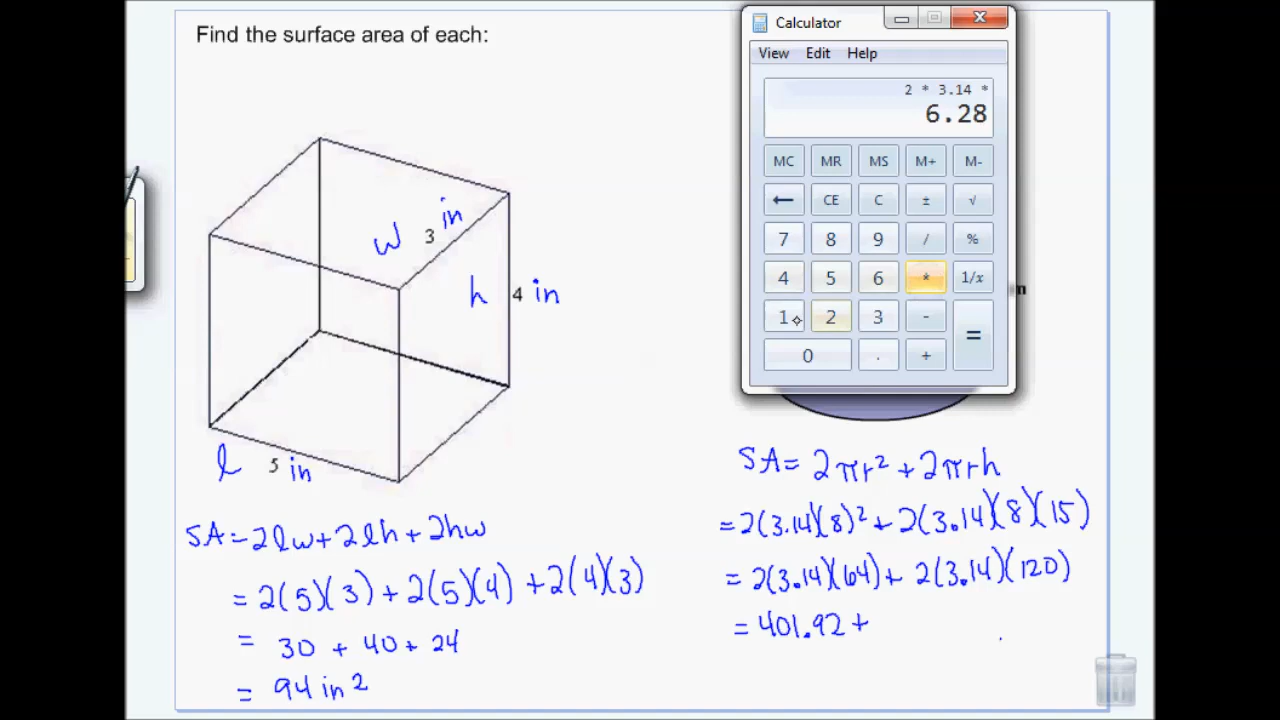 Find the surface area of each:
w 3 in
h 4 in
l 5 in
SA = 2lw + 2lh + 2hw
= 2(5)(3) + 2(5)(4) + 2(4)(3)
= 30 + 40 + 24
= 94 in 2
Calculator
View Edit Help
2 * 3.14 *
6.28
MC MR MS M+ M-
← CE C ± √
7 8 9 / %
4 5 6 * 1/x
1 2 3 - =
0 . +
m
SA = 2πr² + 2πrh
= 2(3.14)(8)² + 2(3.14)(8)(15)
= 2(3.14)(64) + 2(3.14)(120)
= 401.92 +